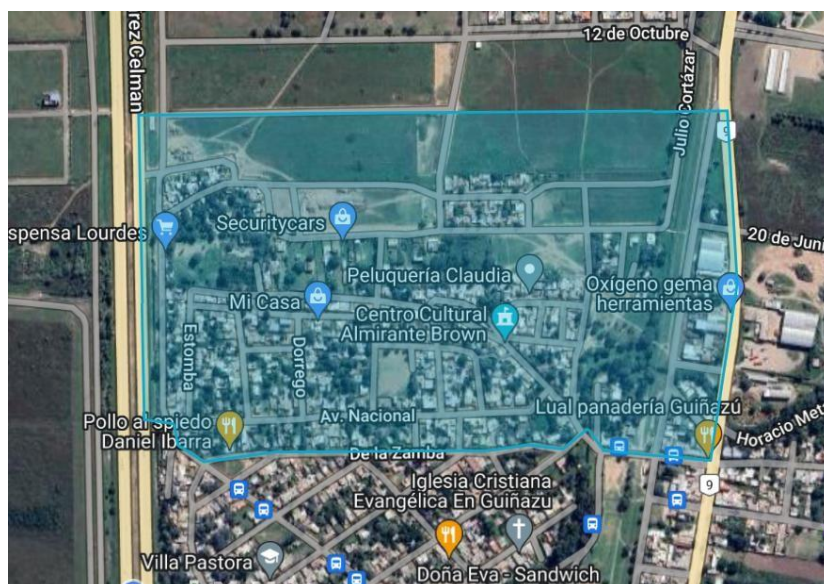 12 de Octubre
rez Celman
Julio Cortázar
9
spensa Lourdes
Securitycars
20 de Juni
Peluquería Claudia
Oxígeno gema
herramientas
Mi Casa
Centro Cultural
Almirante Brown
Estomba
Dorrego
Av. Nacional
Lual panadería Guiñazú
Pollo al spiedo
Daniel Ibarra
Horacio Met
De la Zamba
Iglesia Cristiana
Evangélica En Guiñazu
9
Villa Pastora
Doña Eva - Sandwich